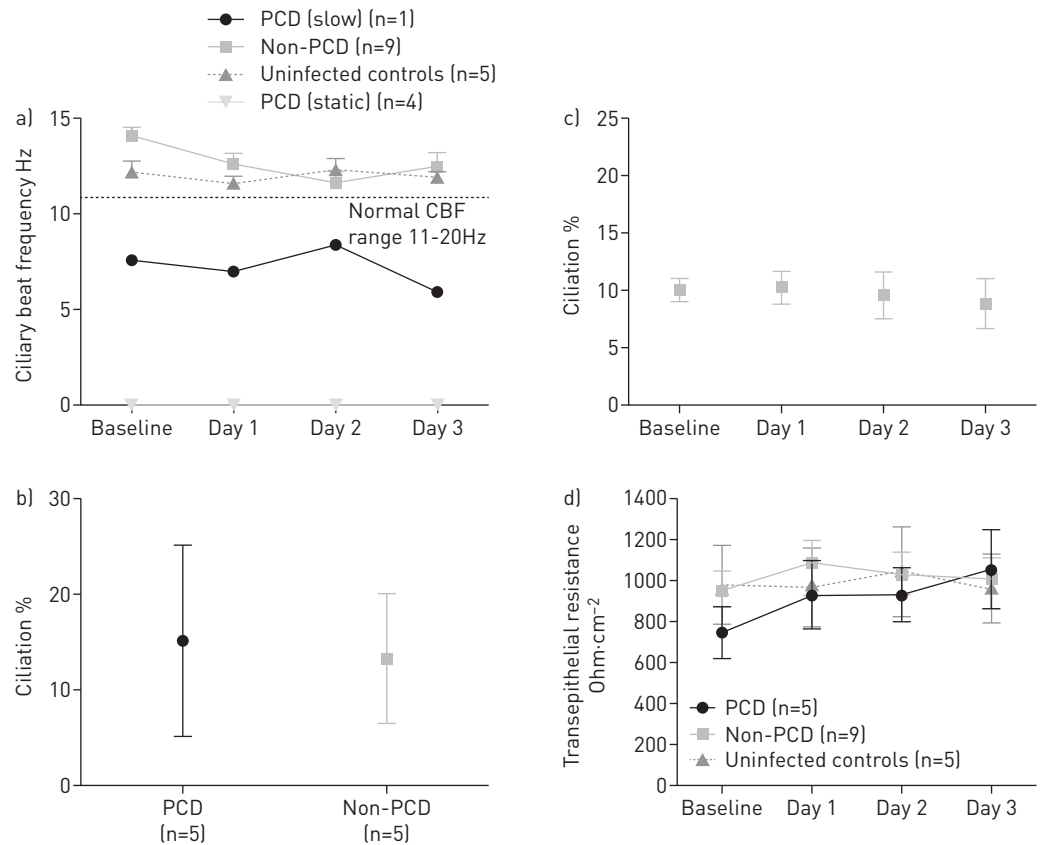 PCD (slow) (n=1)
Non-PCD (n=9)
Uninfected controls (n=5)
PCD (static) (n=4)
a)
Ciliary beat frequency Hz
15
10
5
0
Normal CBF
range 11-20Hz
Baseline Day 1 Day 2 Day 3
c)
Ciliation %
25
20
15
10
5
0
Baseline Day 1 Day 2 Day 3
b)
Ciliation %
30
20
10
0
PCD Non-PCD
(n=5) (n=5)
d)
Transepithelial resistance
Ohm·cm⁻²
1400
1200
1000
800
600
400
200
0
PCD (n=5)
Non-PCD (n=9)
Uninfected controls (n=5)
Baseline Day 1 Day 2 Day 3